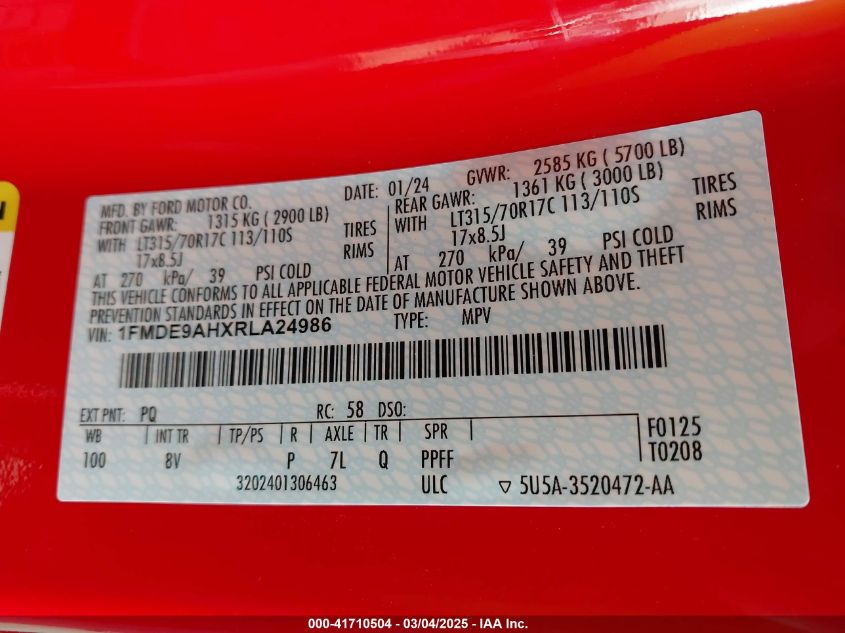 MFD. BY FORD MOTOR CO.
DATE: 01/24
GVWR: 2585 KG ( 5700 LB)
FRONT GAWR: 1315 KG ( 2900 LB)
WITH LT315/70R17C 113/110S TIRES
17x8.5J RIMS
AT 270 kPa/ 39 PSI COLD
REAR GAWR: 1361 KG ( 3000 LB)
WITH LT315/70R17C 113/110S TIRES
17x8.5J RIMS
AT 270 kPa/ 39 PSI COLD
THIS VEHICLE CONFORMS TO ALL APPLICABLE FEDERAL MOTOR VEHICLE SAFETY AND THEFT
PREVENTION STANDARDS IN EFFECT ON THE DATE OF MANUFACTURE SHOWN ABOVE.
VIN: 1FMDE9AHXRLA24986 TYPE: MPV
EXT PNT: PQ RC: 58 DSO:
WB | INT TR | TP/PS | R | AXLE | TR | SPR | F0125
100 8V P 7L Q PPFF T0208
3202401306463 ULC ▽ 5U5A-3520472-AA
N
000-41710504 - 03/04/2025 - IAA Inc.